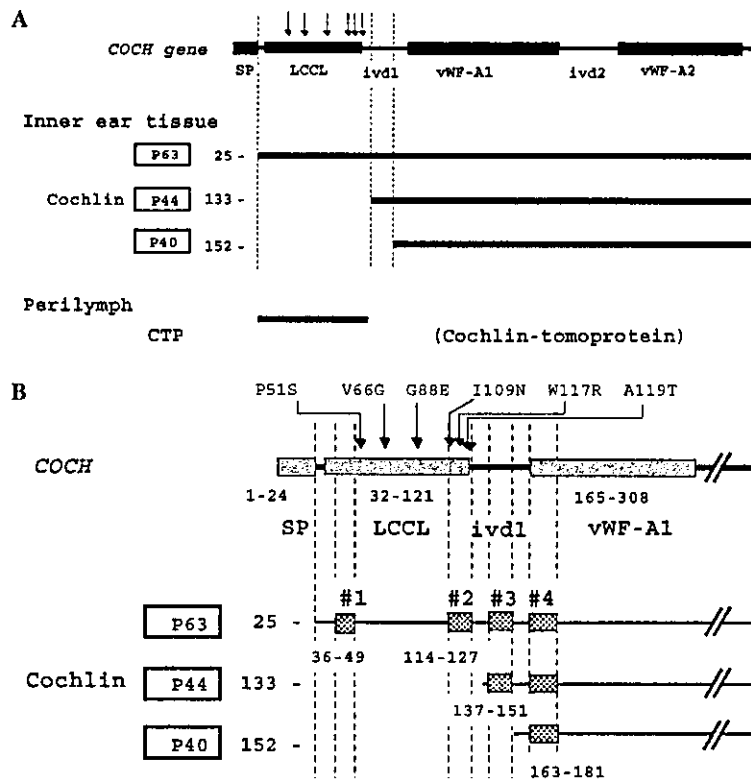 A
COCH gene
SP LCCL ivd1 vWF-A1 ivd2 vWF-A2
Inner ear tissue
P63 25 -
Cochlin P44 133 -
P40 152 -
Perilymph
CTP (Cochlin-tomoprotein)
B
P51S V66G G88E I109N W117R A119T
COCH
1-24 32-121 165-308
SP LCCL ivd1 vWF-A1
#1 #2 #3 #4
P63 25 -
36-49 114-127
Cochlin P44 133 -
137-151
P40 152 -
163-181